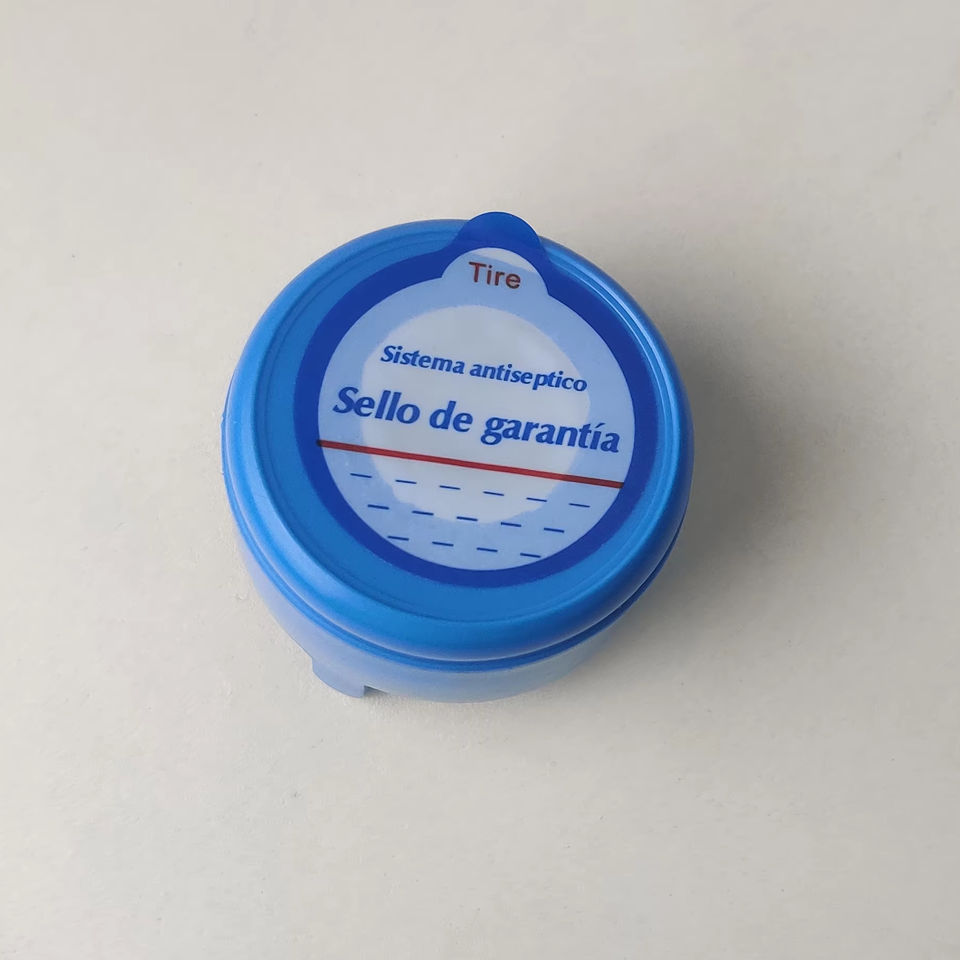 Tire
Sistema antiseptico
Sello de garantía